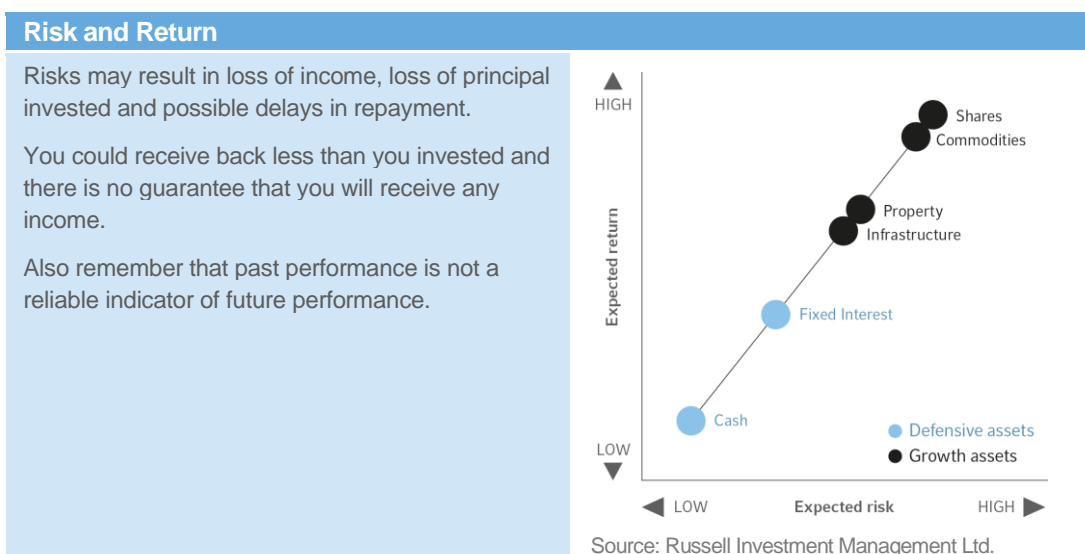 Risk and Return
Risks may result in loss of income, loss of principal
invested and possible delays in repayment.
You could receive back less than you invested and
there is no guarantee that you will receive any
income.
Also remember that past performance is not a
reliable indicator of future performance.
HIGH
Shares
Commodities
Property
Infrastructure
Expected return
Fixed Interest
Cash
Defensive assets
LOW
Growth assets
LOW Expected risk HIGH
Source: Russell Investment Management Ltd.